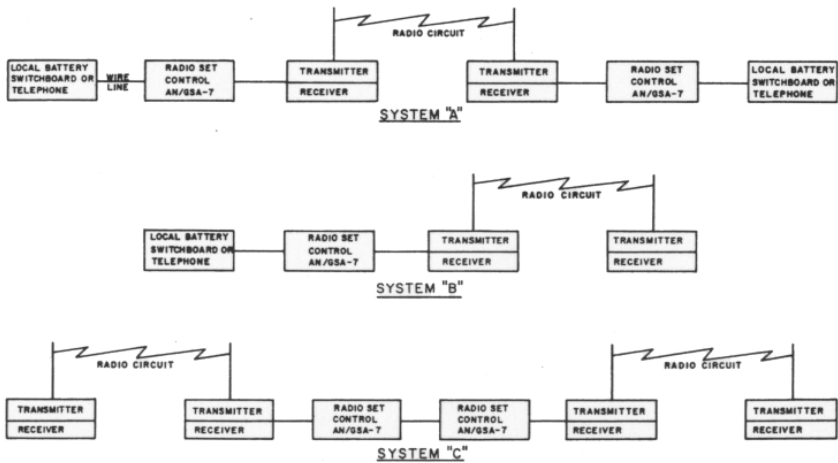 RADIO CIRCUIT
LOCAL BATTERY
SWITCHBOARD OR
TELEPHONE
WIRE
LINE
RADIO SET
CONTROL
AN/GSA-7
TRANSMITTER
RECEIVER
TRANSMITTER
RECEIVER
RADIO SET
CONTROL
AN/GSA-7
LOCAL BATTERY
SWITCHBOARD OR
TELEPHONE
SYSTEM "A"
RADIO CIRCUIT
LOCAL BATTERY
SWITCHBOARD OR
TELEPHONE
RADIO SET
CONTROL
AN/GSA-7
TRANSMITTER
RECEIVER
TRANSMITTER
RECEIVER
SYSTEM "B"
RADIO CIRCUIT
RADIO CIRCUIT
TRANSMITTER
RECEIVER
TRANSMITTER
RECEIVER
RADIO SET
CONTROL
AN/GSA-7
RADIO SET
CONTROL
AN/GSA-7
TRANSMITTER
RECEIVER
TRANSMITTER
RECEIVER
SYSTEM "C"